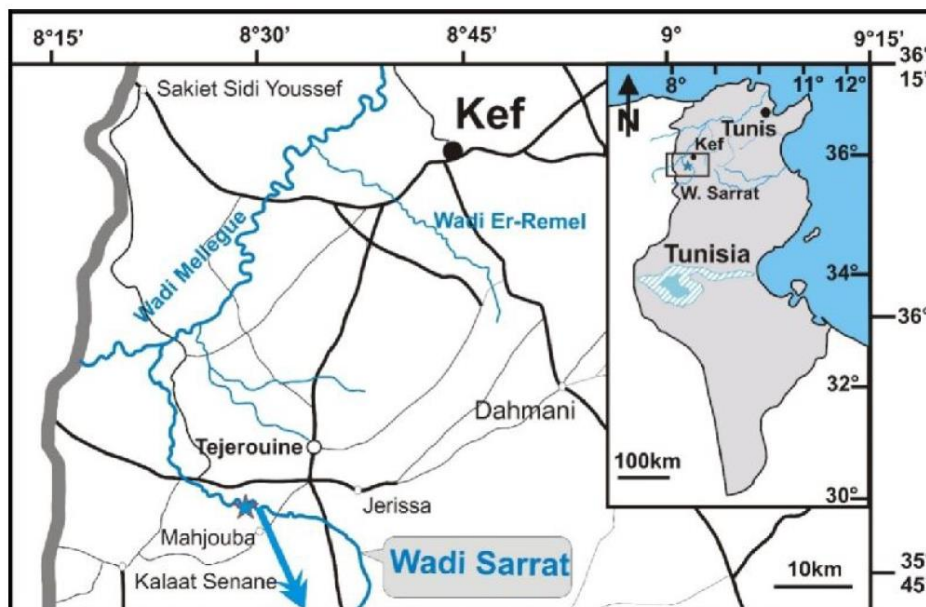 8°15' 8°30' 8°45' 9° 9°15'
36°
15'
Sakiet Sidi Youssef
Kef
Wadi Mellegue
Wadi Er-Remel
Dahmani
Tejerouine
Jerissa
Mahjouba
Kalaat Senane
Wadi Sarrat
10km
36°
35°
45'
8° 11° 12°
N
Tunis
Kef
36°
W. Sarrat
Tunisia
34°
32°
100km
30°